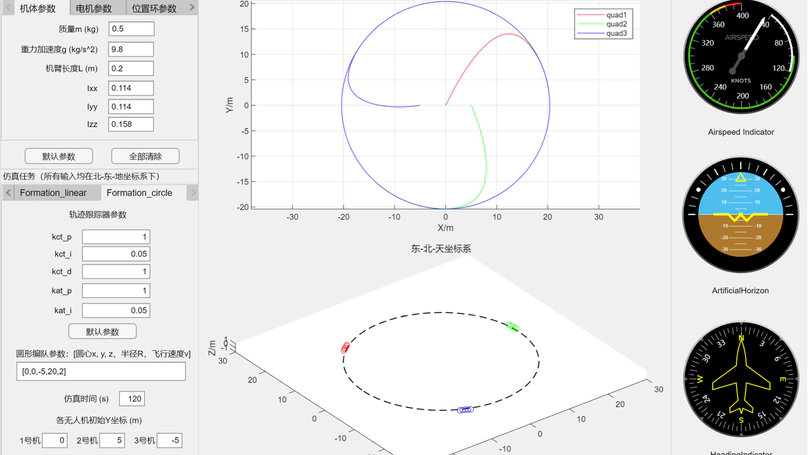 机体参数 电机参数 位置环参数
质量m (kg) 0.5
重力加速度g (kg/s^2) 9.8
机臂长度L (m) 0.2
Ixx 0.114
Iyy 0.114
Izz 0.158
默认参数 全部清除
仿真任务（所有输入均在北-东-地坐标系下）
Formation_linear Formation_circle
轨迹跟踪器参数
kct_p 1
kct_i 0.05
kct_d 1
kat_p 1
kat_i 0.05
默认参数
圆形编队参数：[圆心x, y, z，半径R，飞行速度v]
[0,0,-5,20,2]
仿真时间 (s) 120
各无人机初始Y坐标 (m)
1号机 0 2号机 5 3号机 -5
quad1
quad2
quad3
Y/m
20
15
10
5
0
-5
-10
-15
-20
-30 -20 -10 0 10 20 30
X/m
东-北-天坐标系
Z/m
1
-1
30
20
10
0
-10
-10
0
10
20
30
400
360
320
280
240
200
160
120
AIRSPEED
KNOTS
Airspeed Indicator
ArtificialHorizon
N
3
6
E
12
15
S
21
24
W
30
33
HeadingIndicator